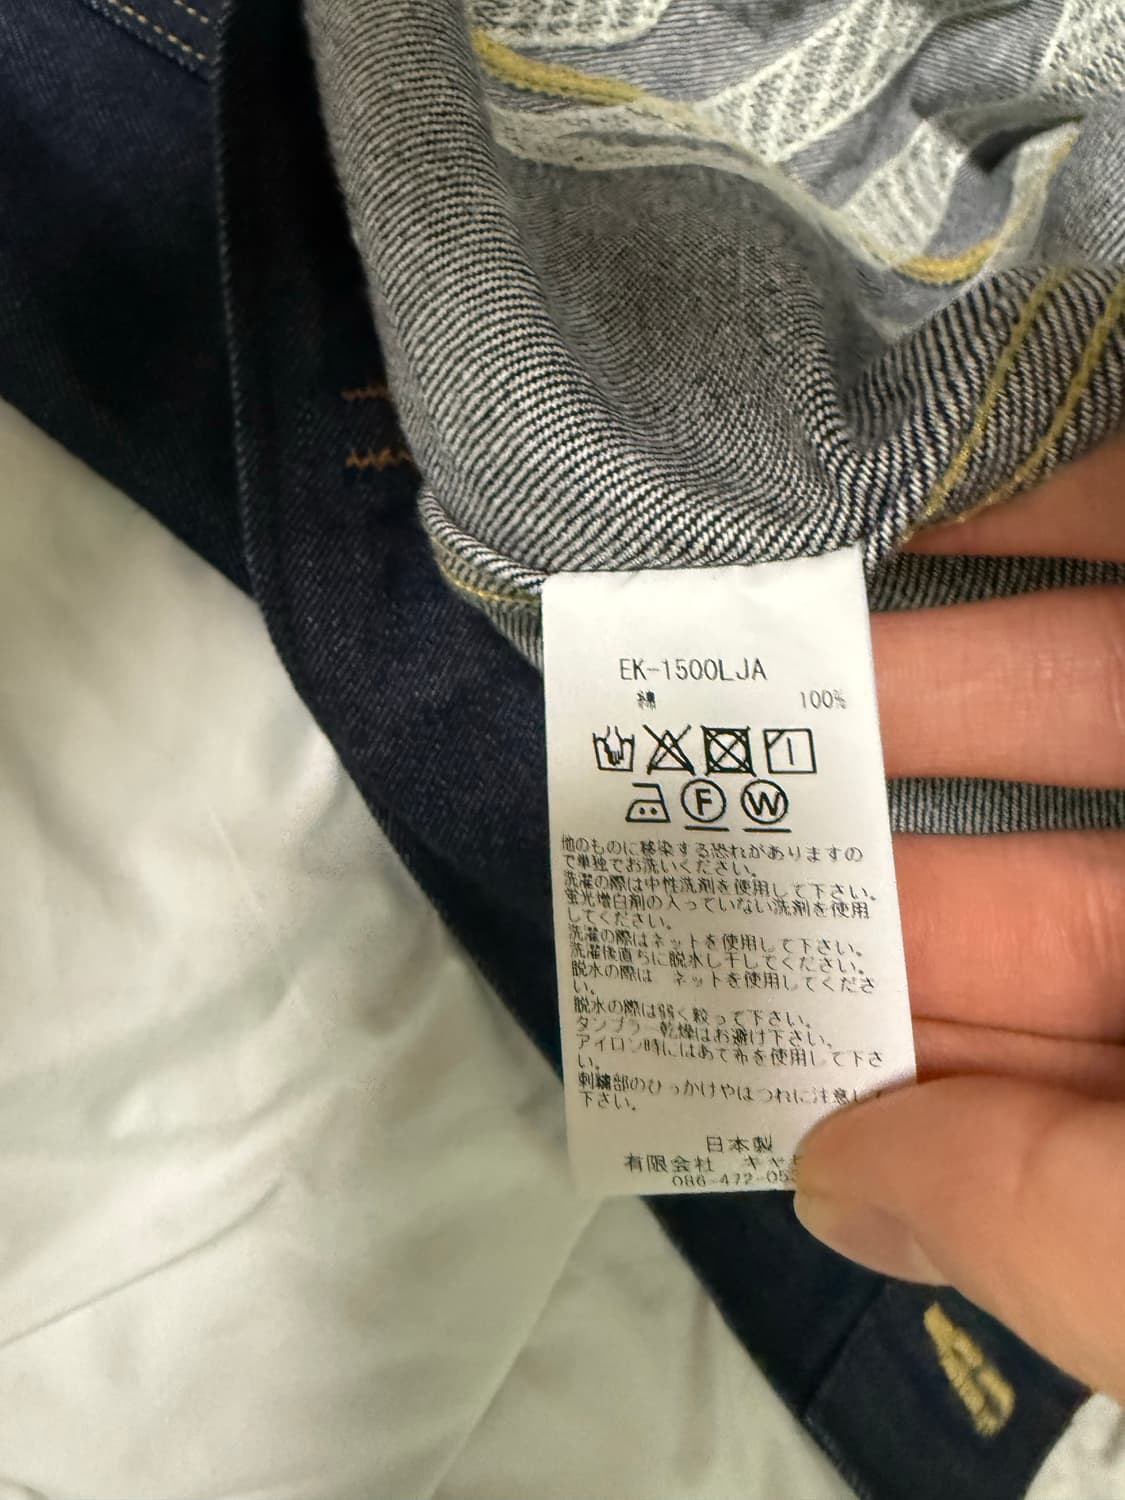 EK-1500LJA
綿 100%
F W
他のものに移染する恐れがありますの
で単独でお洗いください。
洗濯の際は中性洗剤を使用して下さい。
蛍光増白剤の入っていない洗剤を使用
してください。
洗濯の際はネットを使用して下さい。
洗濯後直ちに脱水し干してください。
脱水の際は ネットを使用してくださ
い。
脱水の際は弱く絞って下さい。
タンブラー乾燥はお避け下さい。
アイロン時にはあて布を使用して下さ
い。
刺繍部のひっかけやほつれに注意して
下さい。
日本製
有限会社 キャ
086-472-053